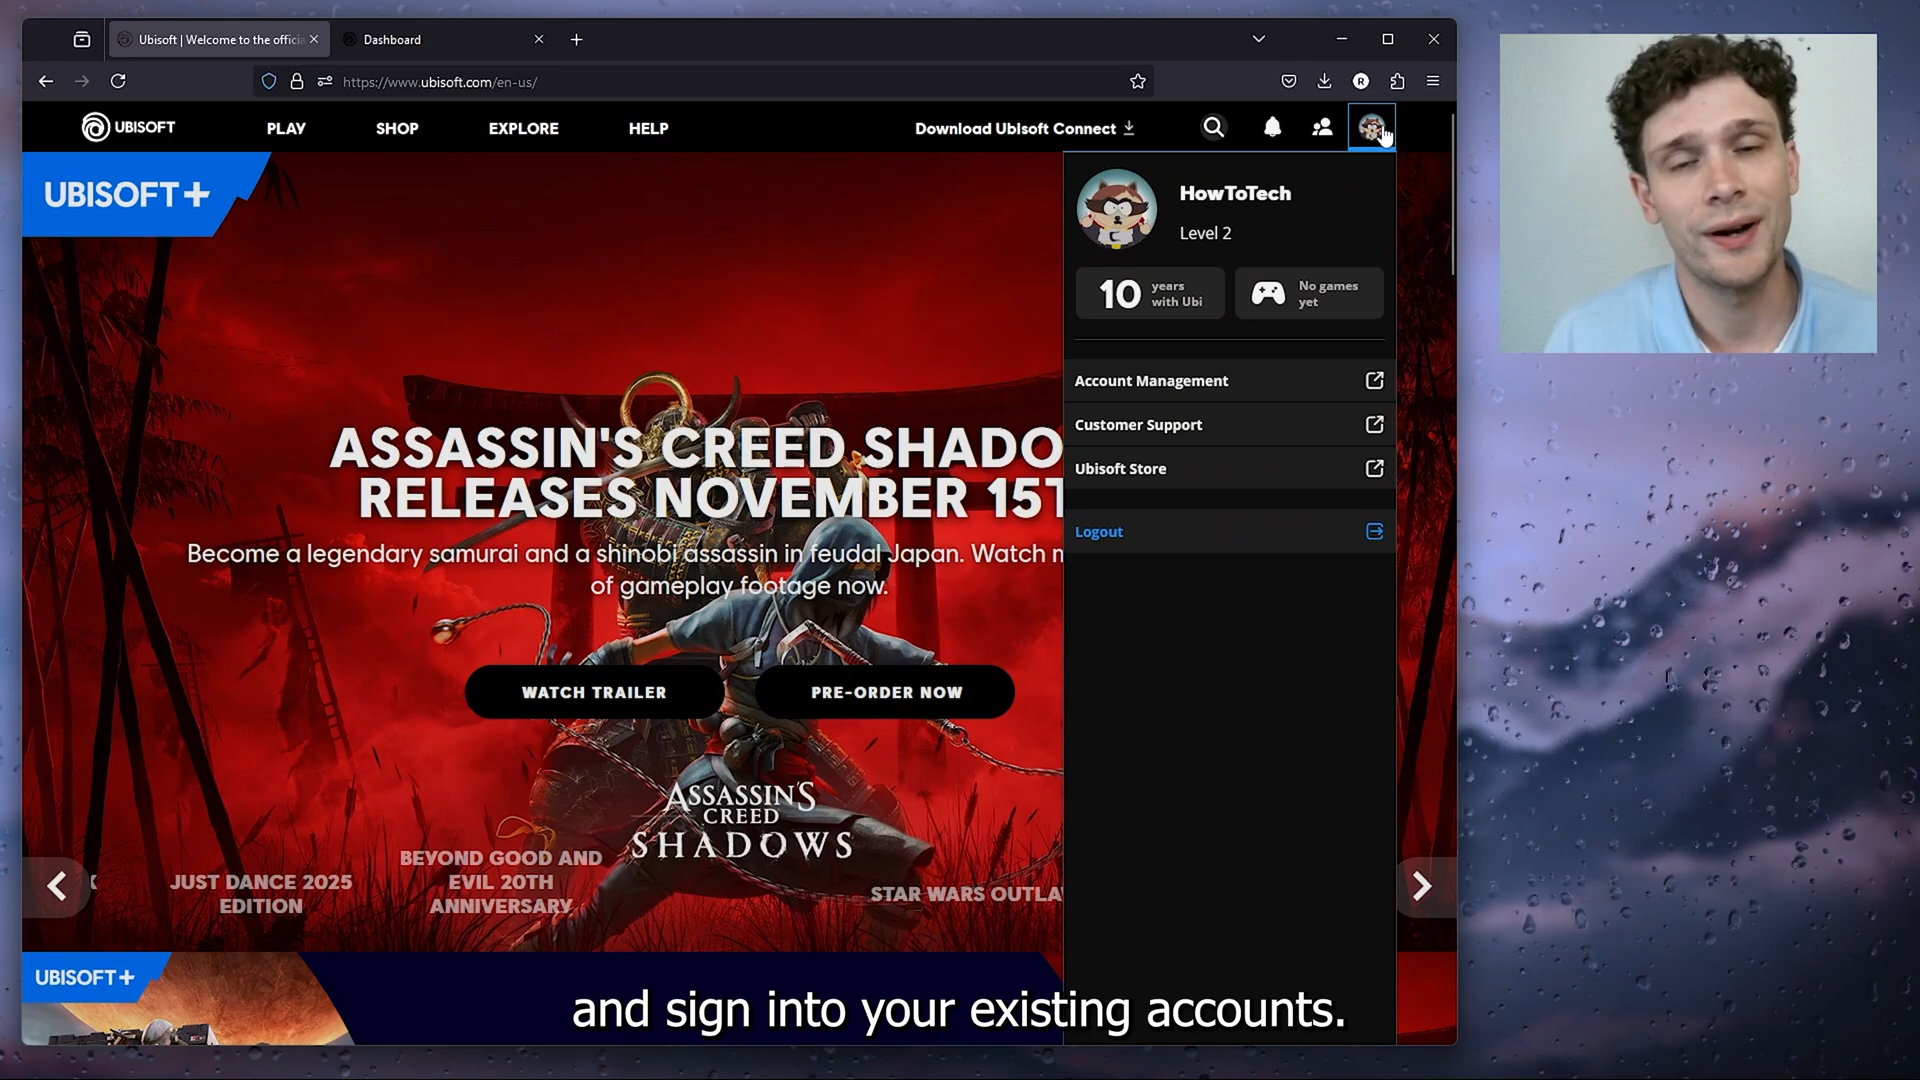 Ubisoft | Welcome to the officia
Dashboard
https://www.ubisoft.com/en-us/
R
UBISOFT
PLAY
SHOP
EXPLORE
HELP
Download Ubisoft Connect
UBISOFT+
HowToTech
Level 2
10 years
with Ubi
No games
yet
Account Management
Customer Support
Ubisoft Store
Logout
ASSASSIN'S CREED SHADO
RELEASES NOVEMBER 15T
Become a legendary samurai and a shinobi assassin in feudal Japan. Watch m
of gameplay footage now.
WATCH TRAILER
PRE-ORDER NOW
ASSASSIN'S
CREED
SHADOWS
K
JUST DANCE 2025
EDITION
BEYOND GOOD AND
EVIL 20TH
ANNIVERSARY
STAR WARS OUTLA
UBISOFT+
and sign into your existing accounts.